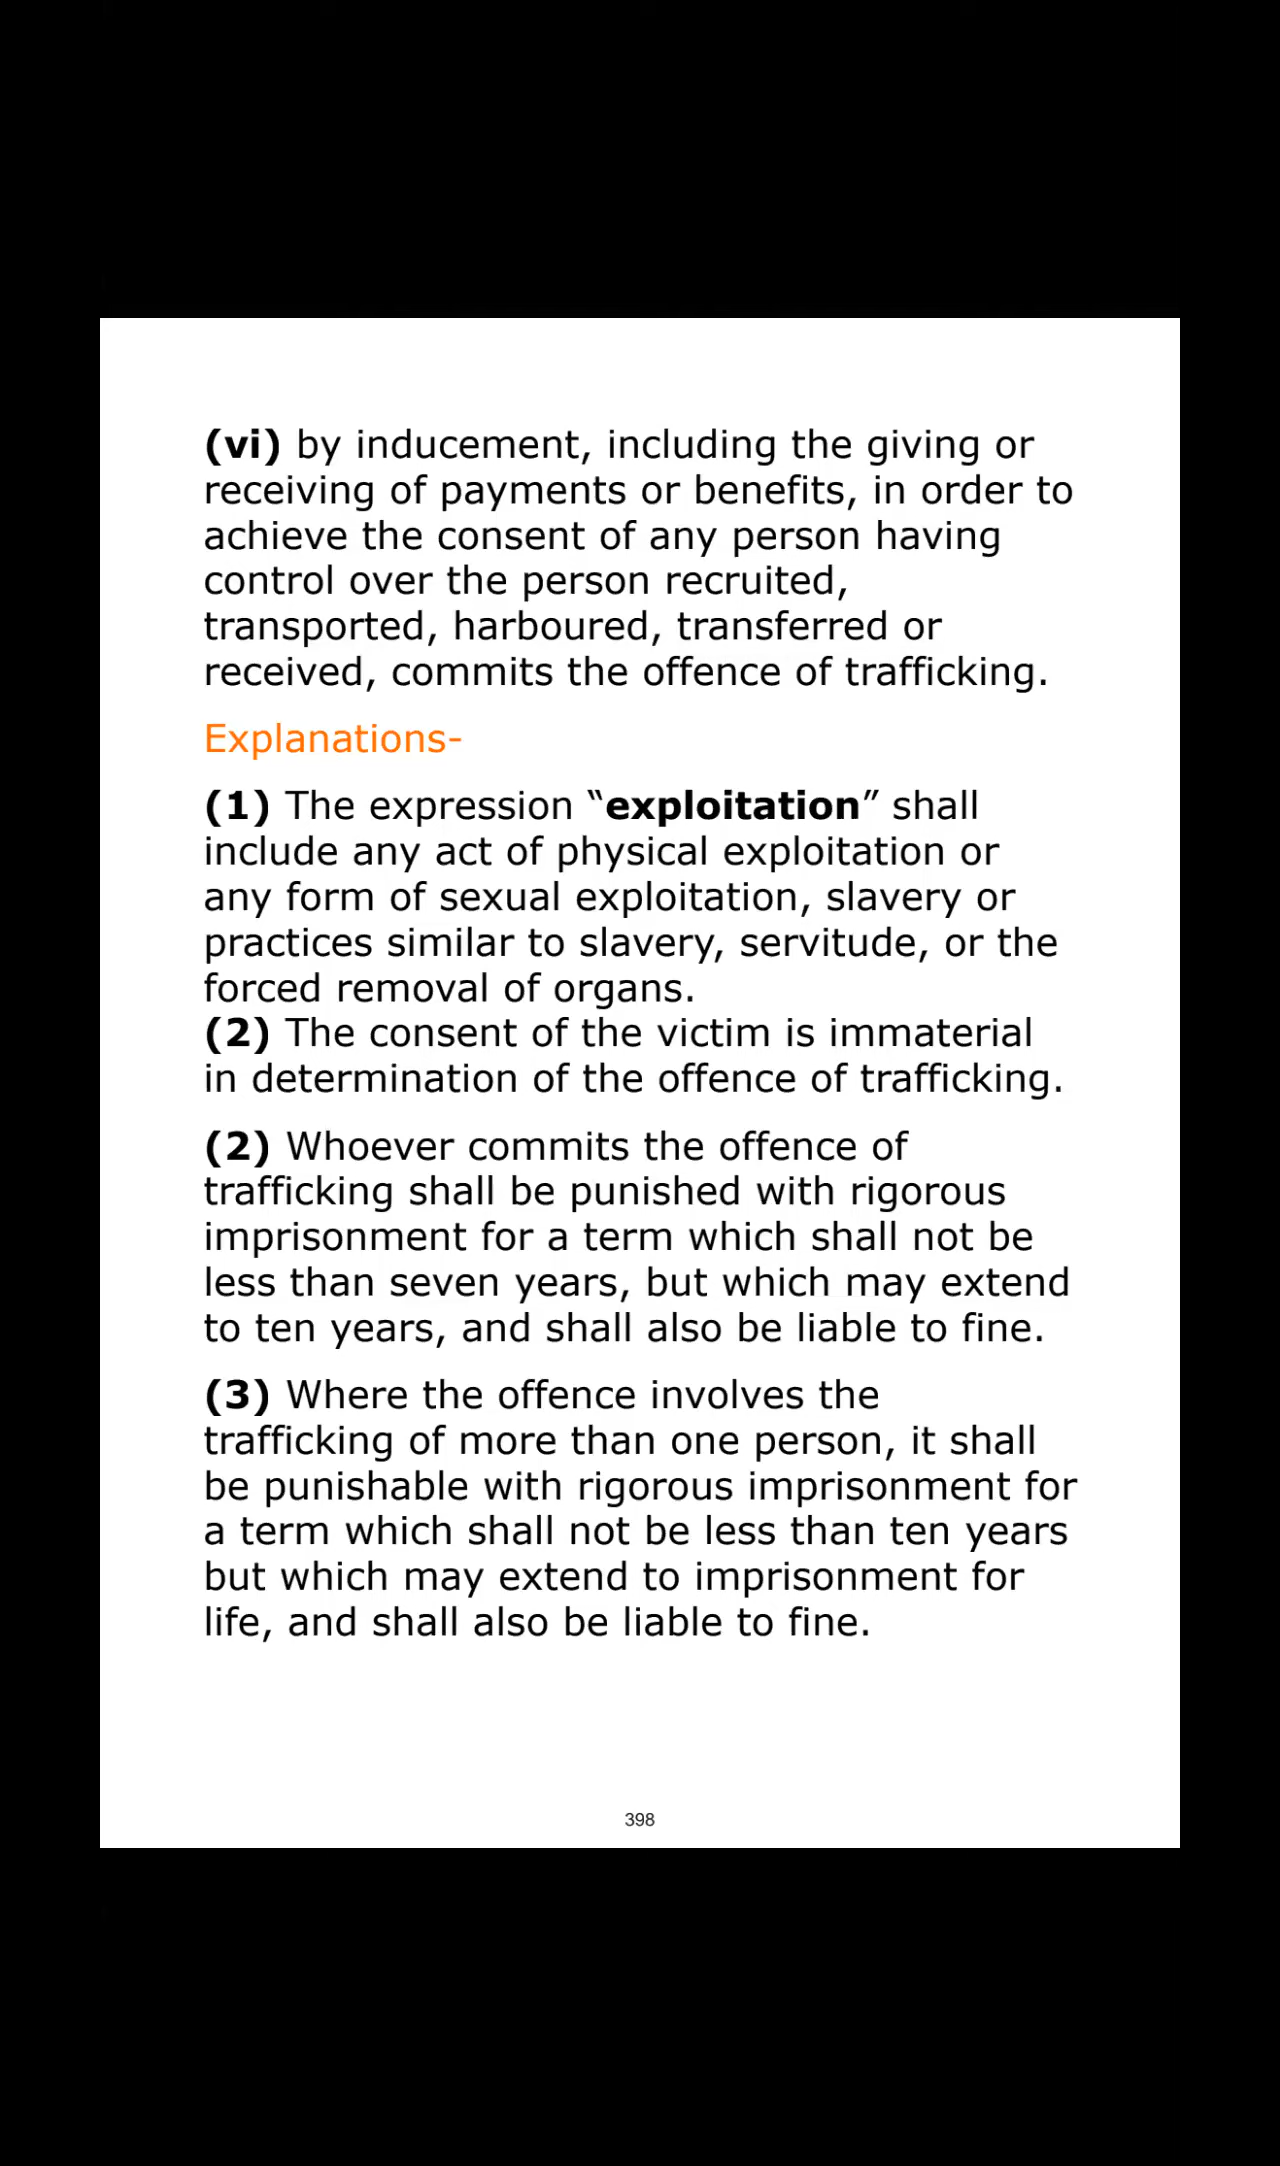 (vi) by inducement, including the giving or
receiving of payments or benefits, in order to
achieve the consent of any person having
control over the person recruited,
transported, harboured, transferred or
received, commits the offence of trafficking.
Explanations-
(1) The expression “exploitation” shall
include any act of physical exploitation or
any form of sexual exploitation, slavery or
practices similar to slavery, servitude, or the
forced removal of organs.
(2) The consent of the victim is immaterial
in determination of the offence of trafficking.
(2) Whoever commits the offence of
trafficking shall be punished with rigorous
imprisonment for a term which shall not be
less than seven years, but which may extend
to ten years, and shall also be liable to fine.
(3) Where the offence involves the
trafficking of more than one person, it shall
be punishable with rigorous imprisonment for
a term which shall not be less than ten years
but which may extend to imprisonment for
life, and shall also be liable to fine.
398